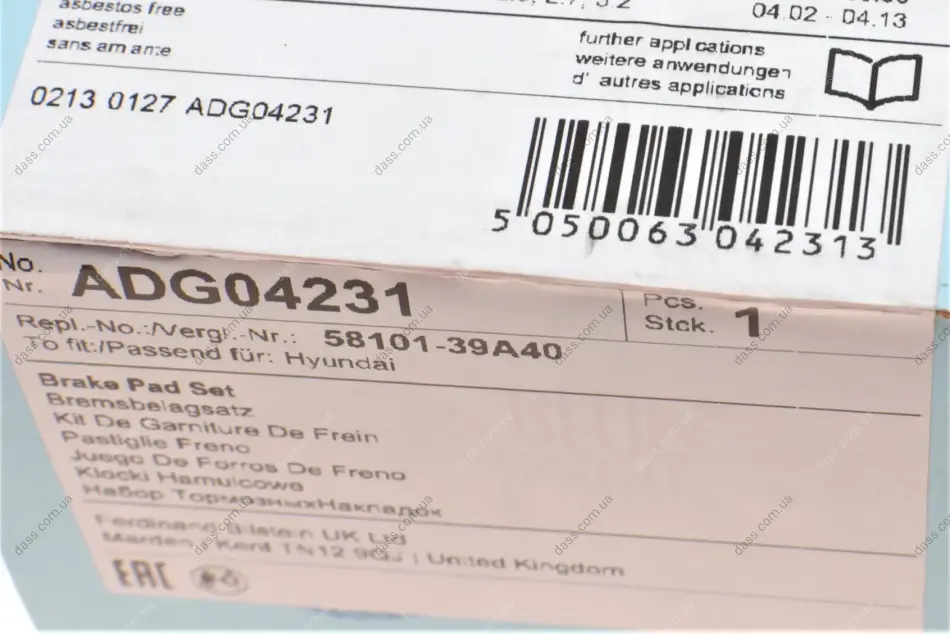 asbestos free
asbestfrei
sans amiante
04.02 - 04.13
further applications
weitere anwendungen
d' autres applications
0213 0127 ADG04231
5 050063 042313
No.
Nr. ADG04231
Pcs.
Stck. 1
Repl.-No.:/Vergl.-Nr.: 58101-39A40
To fit:/Passend für: Hyundai
Brake Pad Set
Bremsbelagsatz
Kit De Garniture De Frein
Pastiglie Freno
Juego De Forros De Freno
Klocki Hamulcowe
Набор ТормозныхНакладок
Ferdinand Bilstein UK Ltd
Marden, Kent TN12 9QJ | United Kingdom
EAC
dass.com.ua